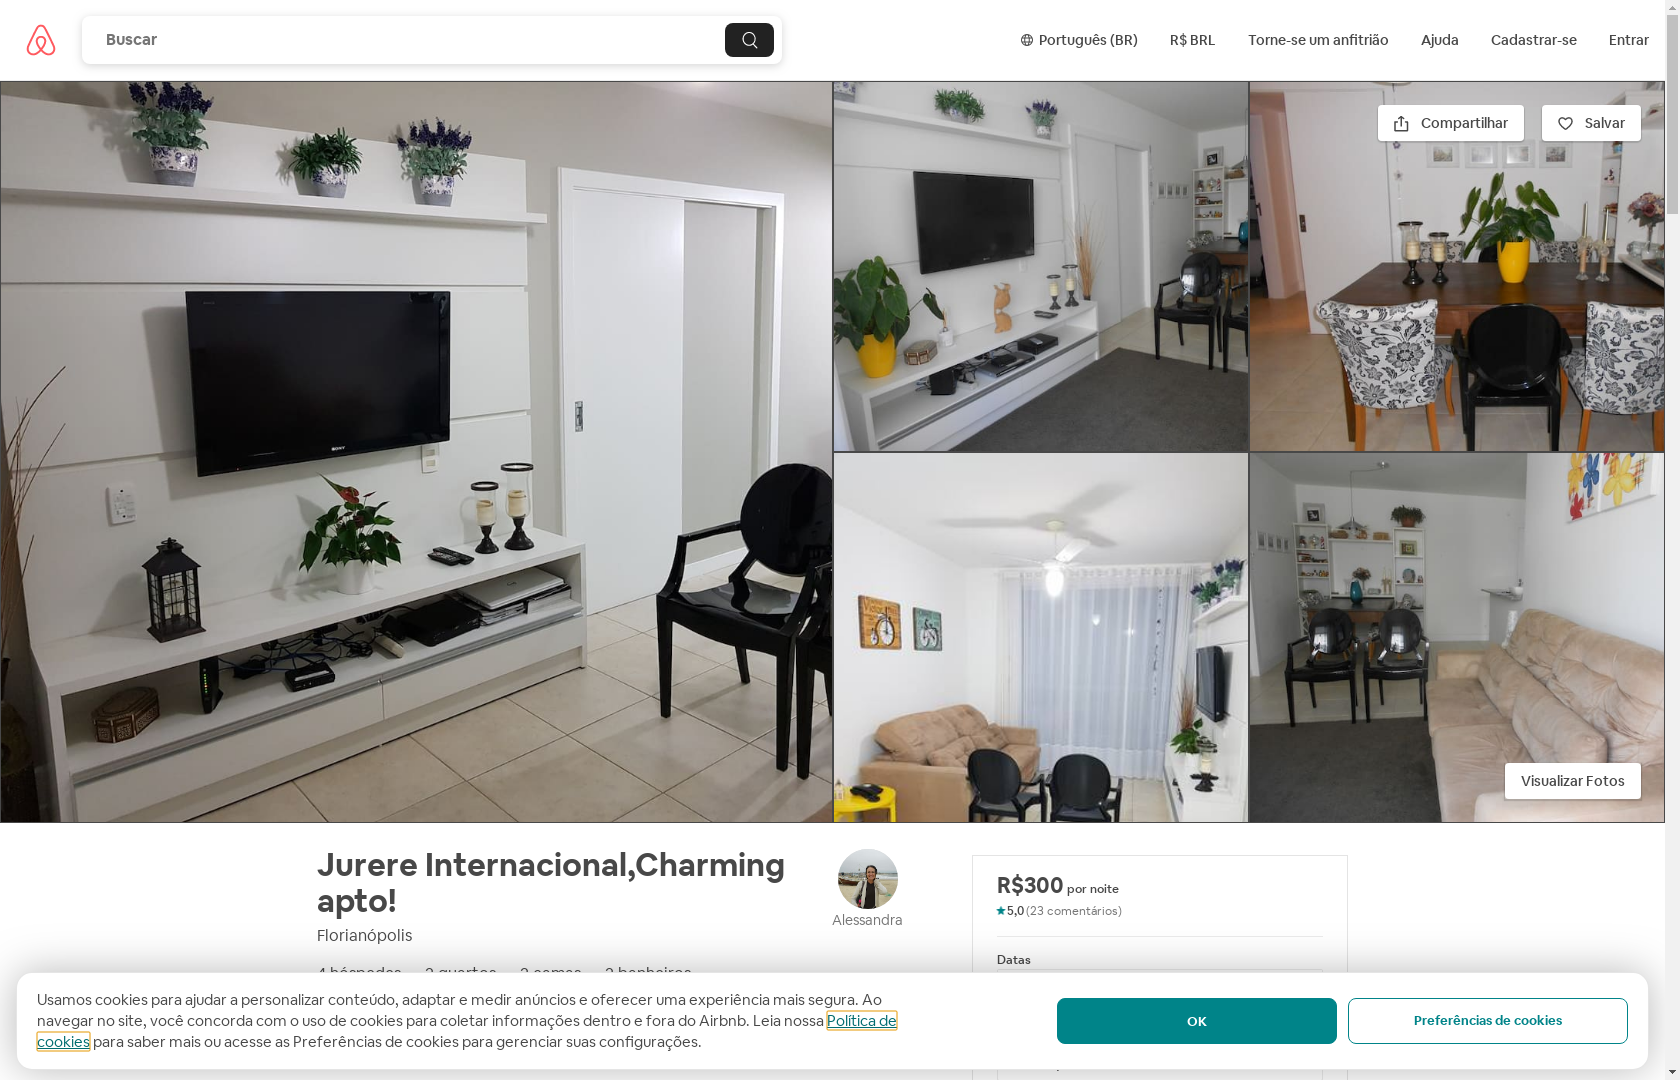 Buscar
Português (BR)
R$ BRL
Torne-se um anfitrião
Ajuda
Cadastrar-se
Entrar
Compartilhar
Salvar
SONY
Visualizar Fotos
Jurere Internacional,Charming
apto!
Alessandra
Florianópolis
R$300 por noite
5,0 (23 comentários)
Datas
Usamos cookies para ajudar a personalizar conteúdo, adaptar e medir anúncios e oferecer uma experiência mais segura. Ao
navegar no site, você concorda com o uso de cookies para coletar informações dentro e fora do Airbnb. Leia nossa Política de
cookies para saber mais ou acesse as Preferências de cookies para gerenciar suas configurações.
OK
Preferências de cookies